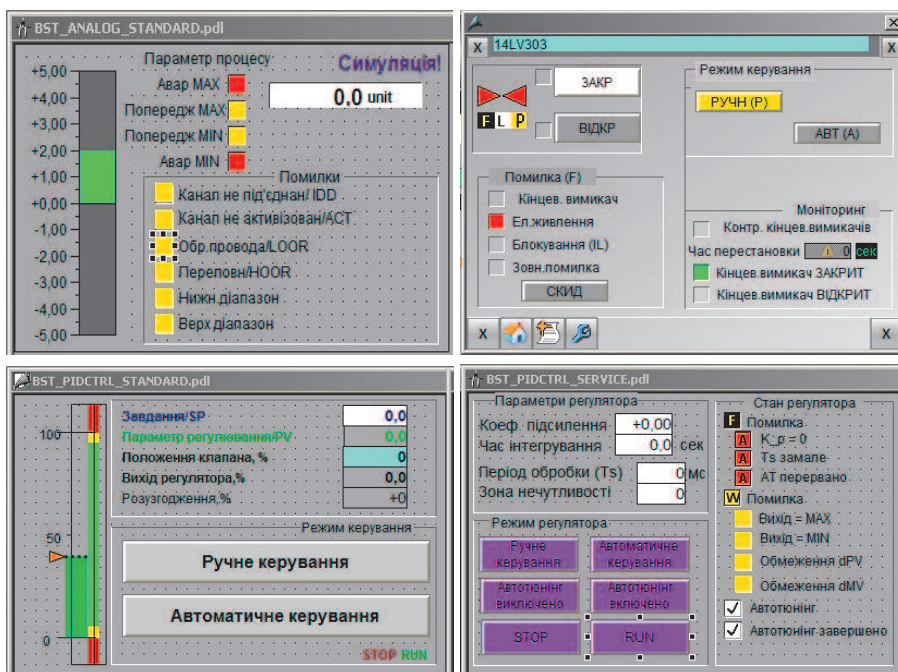 BST_ANALOG_STANDARD.pdl
Параметр процесу
Симуляція!
+5,00
Авар MAX
+4,00
0,0 unit
Попередж MAX
+3,00
Попередж MIN
+2,00
Авар MIN
+1,00
Помилки
Канал не під'єднан/ IDD
+0,00
Канал не активізован/ACT
-1,00
Обр.провода/LOOR
-2,00
Переповн/HOOR
-3,00
Нижн.діапазон
-4,00
Верх.діапазон
-5,00
X
14LV303
X
ЗАКР
F L P
ВІДКР
Режим керування
РУЧН (P)
АВТ (A)
Помилка (F)
Кінцев. вимикач
Ел.живлення
Блокування (IL)
Зовн.помилка
СКИД
Моніторинг
Контр. кінцев.вимикачів
Час перестановки 0 сек
Кінцев.вимикач ЗАКРИТ
Кінцев.вимикач ВІДКРИТ
X
X
BST_PIDCTRL_STANDARD.pdl
100
50
0
Завдання/SP 0,0
Параметр регулювання/PV 0,0
Положення клапана, % 0
Вихід регулятора,% 0,0
Розузгодження,% +0
Режим керування
Ручне керування
Автоматичне керування
STOP RUN
BST_PIDCTRL_SERVICE.pdl
Параметри регулятора
Коеф. підсилення +0,00
Час інтегрування 0,0 сек
Період обробки (Ts) 0 мс
Зона нечутливості 0
Режим регулятора
Ручне керування
Автоматичне керування
Автотюнінг виключено
Автотюнінг включено
STOP
RUN
Стан регулятора
F Помилка
A K_p = 0
A Ts замале
A AT перервано
W Помилка
Вихід = MAX
Вихід = MIN
Обмеження dPV
Обмеження dMV
Автотюнінг
Автотюнінг завершено